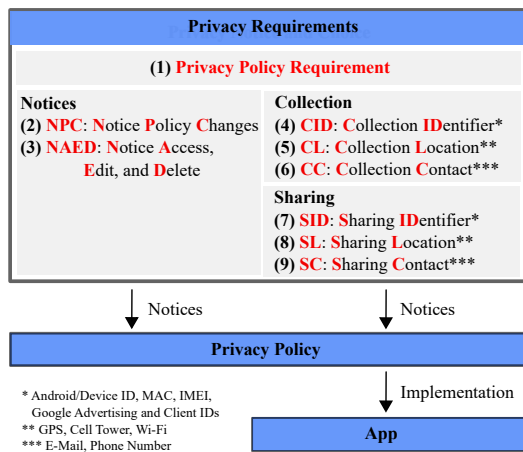 Privacy Requirements
(1) Privacy Policy Requirement
Notices
(2) NPC: Notice Policy Changes
(3) NAED: Notice Access,
Edit, and Delete
Collection
(4) CID: Collection IDentifier*
(5) CL: Collection Location**
(6) CC: Collection Contact***
Sharing
(7) SID: Sharing IDentifier*
(8) SL: Sharing Location**
(9) SC: Sharing Contact***
Notices
Notices
Privacy Policy
* Android/Device ID, MAC, IMEI,
Google Advertising and Client IDs
** GPS, Cell Tower, Wi-Fi
*** E-Mail, Phone Number
Implementation
App